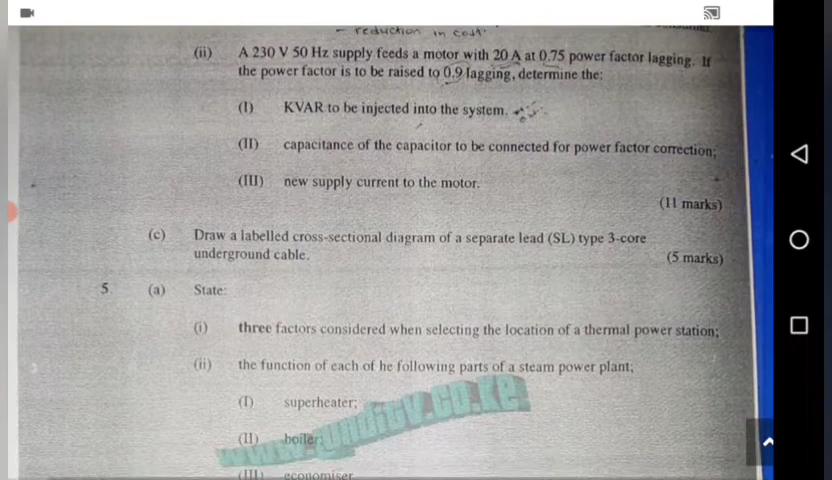 - reduction in cost.
(ii) A 230 V 50 Hz supply feeds a motor with 20 A at 0.75 power factor lagging. If
the power factor is to be raised to 0.9 lagging, determine the:
(I) KVAR to be injected into the system.
(II) capacitance of the capacitor to be connected for power factor correction;
(III) new supply current to the motor.
(11 marks)
(c) Draw a labelled cross-sectional diagram of a separate lead (SL) type 3-core
underground cable.
(5 marks)
5. (a) State:
(i) three factors considered when selecting the location of a thermal power station;
(ii) the function of each of he following parts of a steam power plant;
(I) superheater;
(II) boiler;
(III) economiser